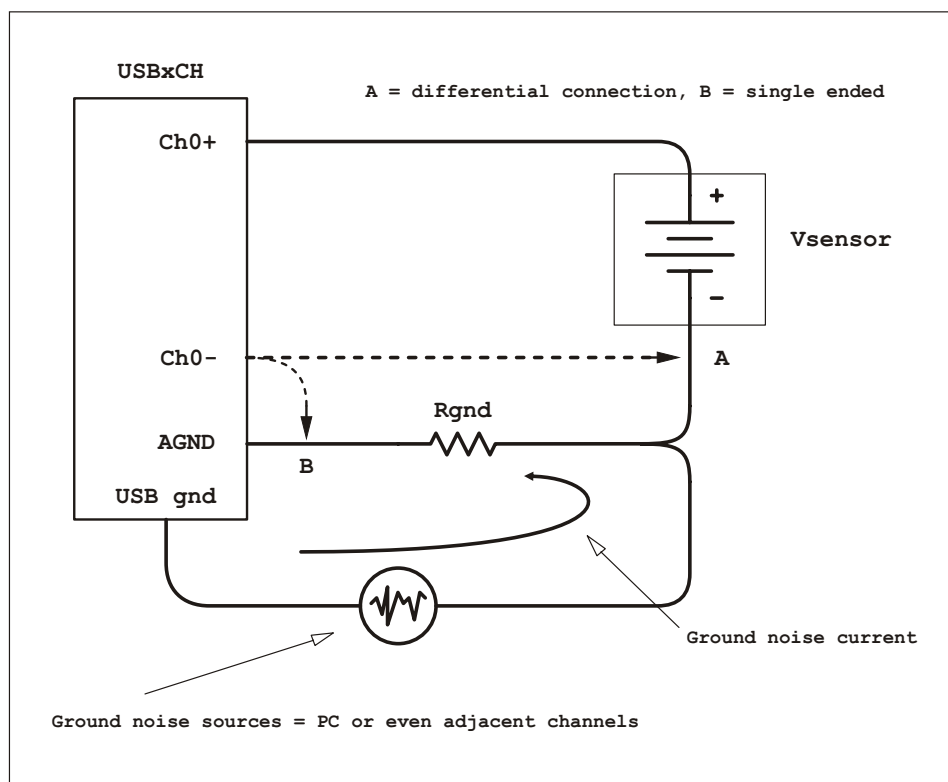 USBxCH
A = differential connection, B = single ended
Ch0+
+
Vsensor
−
Ch0-
A
Rgnd
AGND
B
USB gnd
Ground noise current
Ground noise sources = PC or even adjacent channels